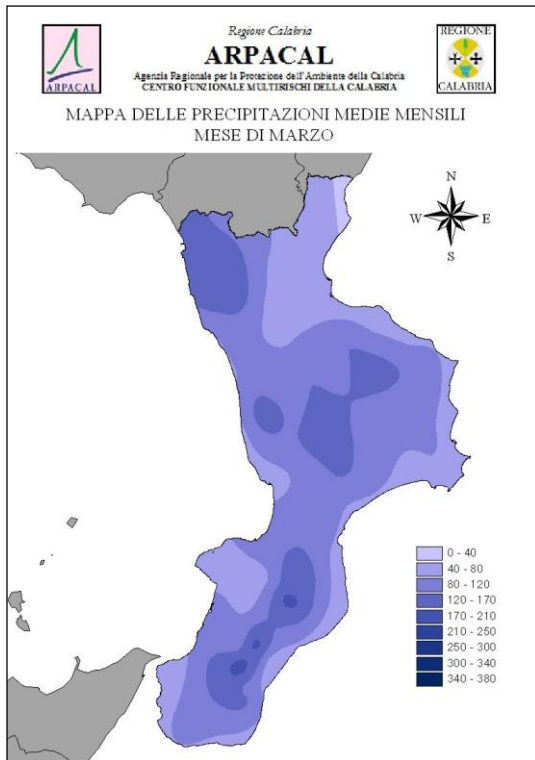 Regione Calabria
ARPACAL
Agenzia Regionale per la Protezione dell'Ambiente della Calabria
CENTRO FUNZIONALE MULTIRISCHI DELLA CALABRIA
ARPACAL
REGIONE
CALABRIA
MAPPA DELLE PRECIPITAZIONI MEDIE MENSILI
MESE DI MARZO
N
W E
S
0 - 40
40 - 80
80 - 120
120 - 170
170 - 210
210 - 250
250 - 300
300 - 340
340 - 380